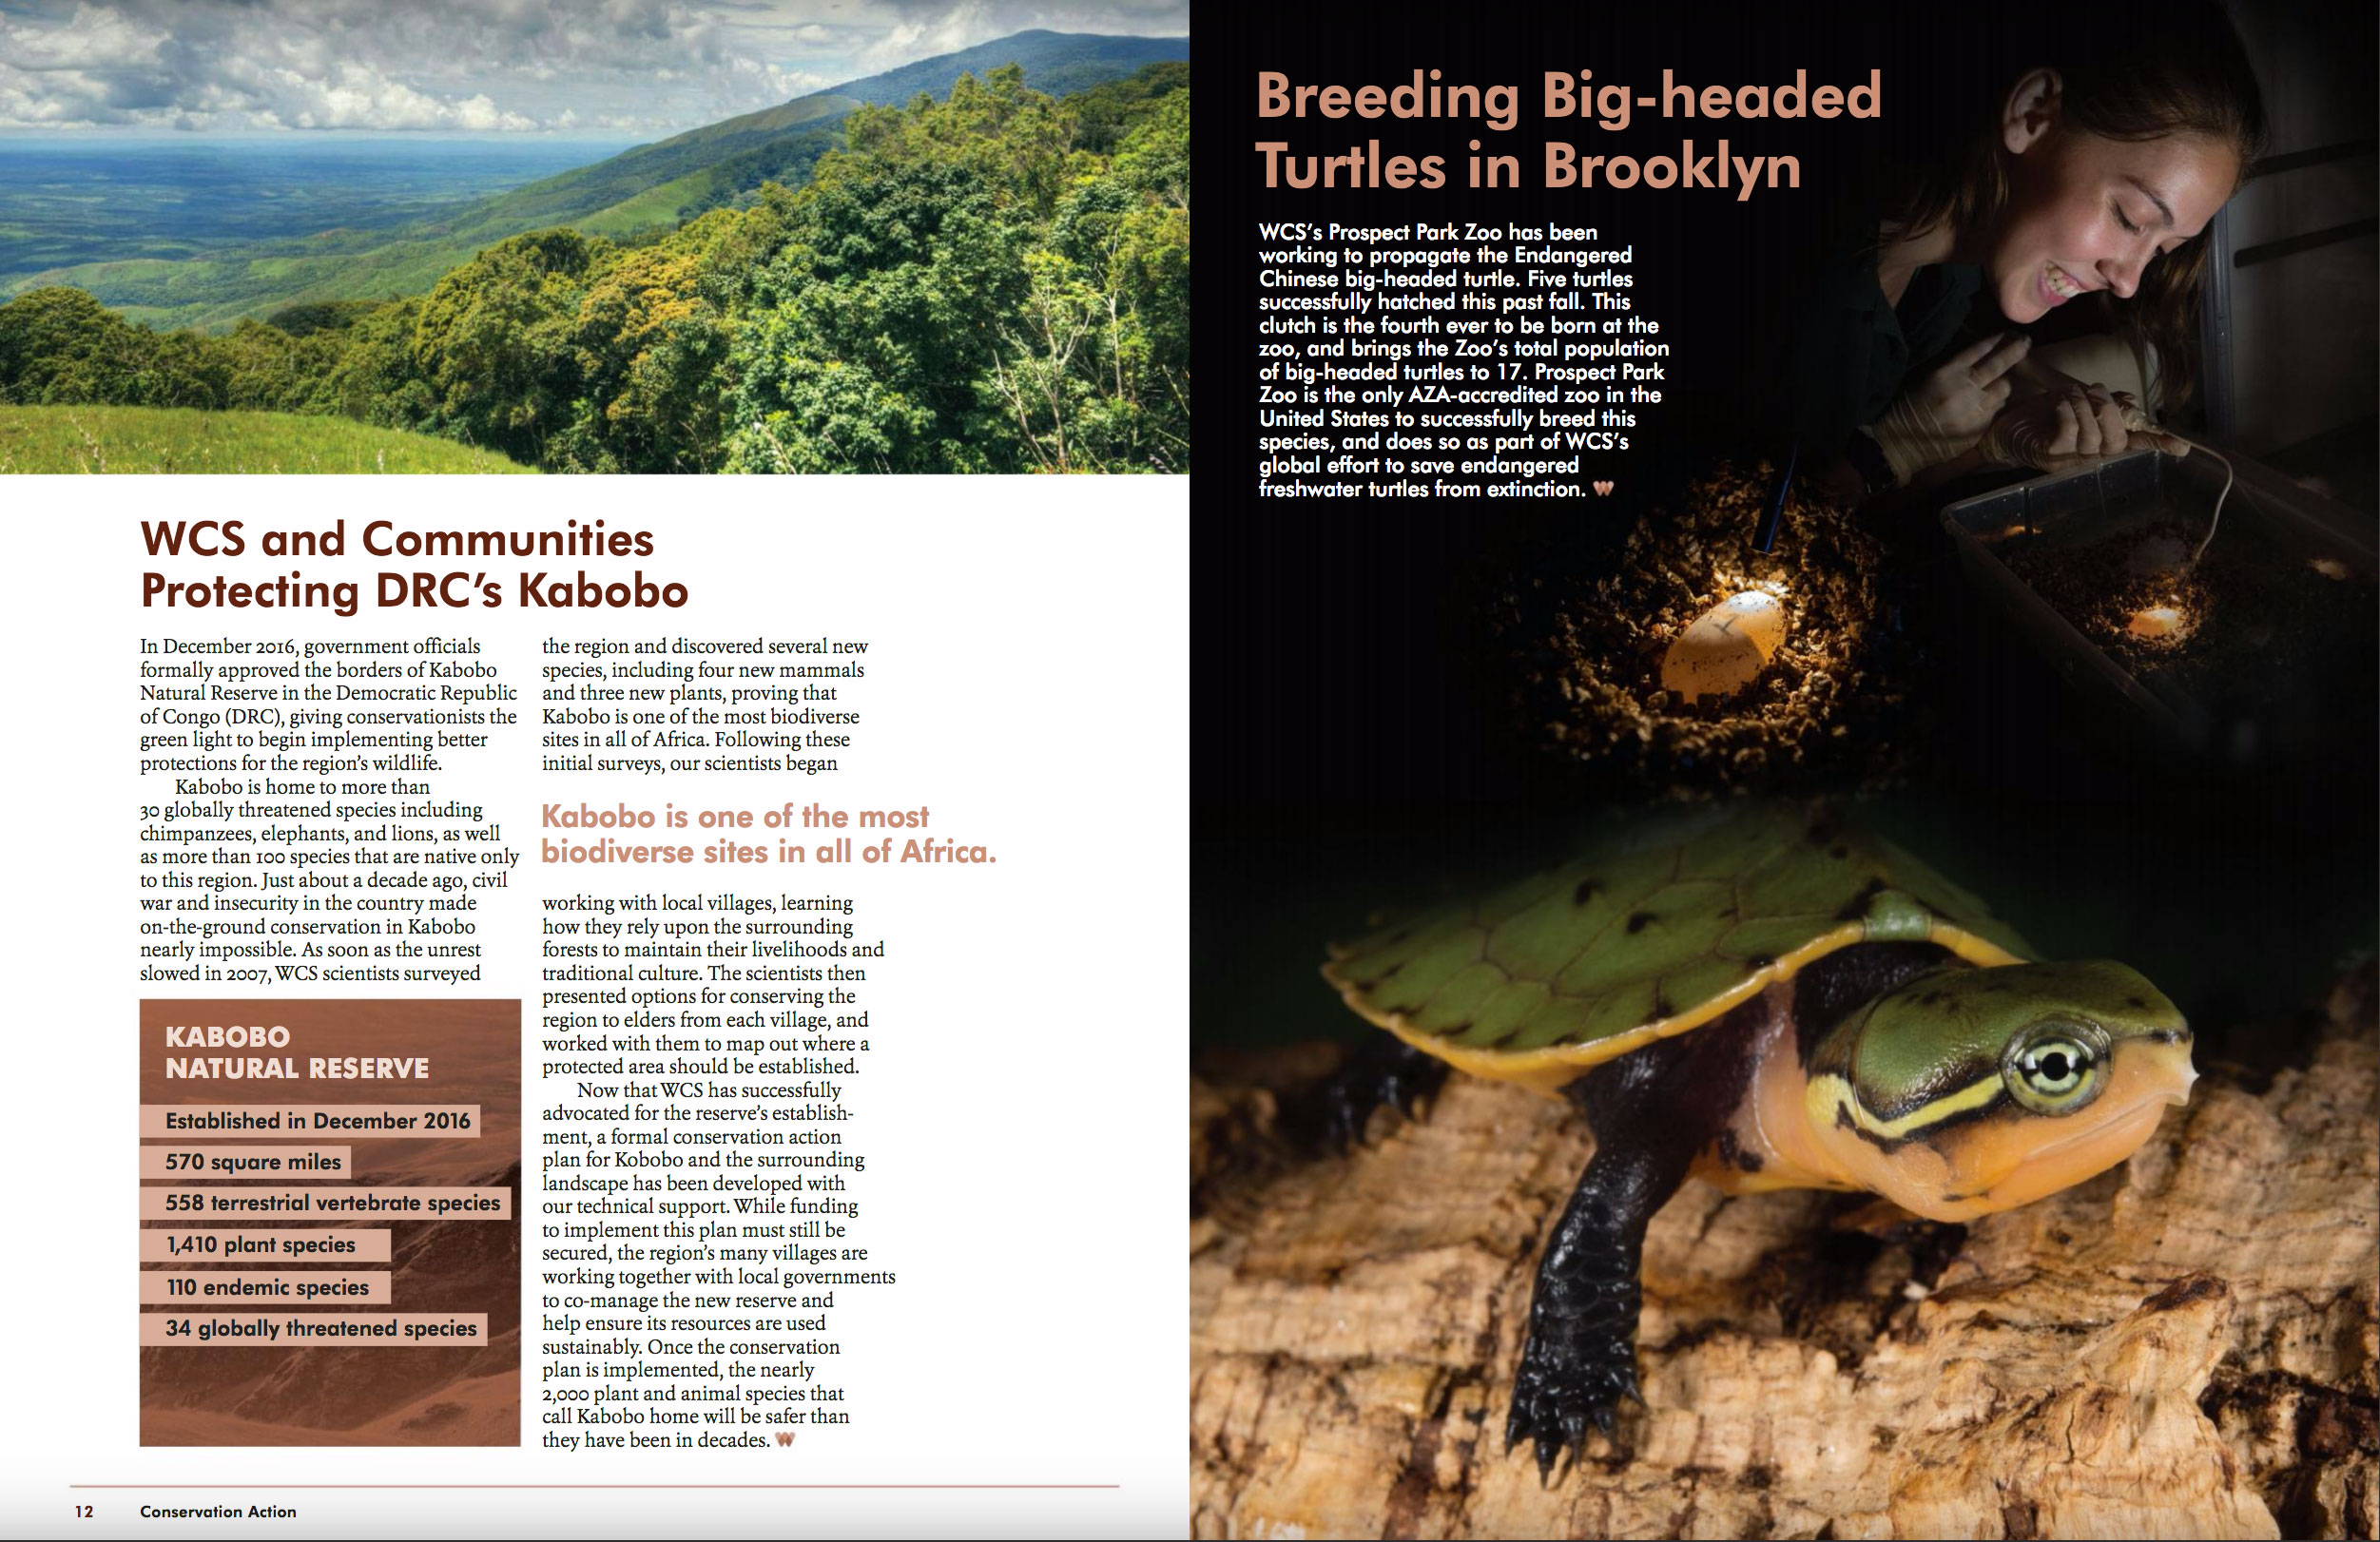 WCS and Communities
Protecting DRC’s Kabobo
In December 2016, government officials
formally approved the borders of Kabobo
Natural Reserve in the Democratic Republic
of Congo (DRC), giving conservationists the
green light to begin implementing better
protections for the region’s wildlife.
Kabobo is home to more than
30 globally threatened species including
chimpanzees, elephants, and lions, as well
as more than 100 species that are native only
to this region. Just about a decade ago, civil
war and insecurity in the country made
on-the-ground conservation in Kabobo
nearly impossible. As soon as the unrest
slowed in 2007, WCS scientists surveyed
KABOBO
NATURAL RESERVE
Established in December 2016
570 square miles
558 terrestrial vertebrate species
1,410 plant species
110 endemic species
34 globally threatened species
the region and discovered several new
species, including four new mammals
and three new plants, proving that
Kabobo is one of the most biodiverse
sites in all of Africa. Following these
initial surveys, our scientists began
Kabobo is one of the most
biodiverse sites in all of Africa.
working with local villages, learning
how they rely upon the surrounding
forests to maintain their livelihoods and
traditional culture. The scientists then
presented options for conserving the
region to elders from each village, and
worked with them to map out where a
protected area should be established.
Now that WCS has successfully
advocated for the reserve’s establish-
ment, a formal conservation action
plan for Kobobo and the surrounding
landscape has been developed with
our technical support. While funding
to implement this plan must still be
secured, the region’s many villages are
working together with local governments
to co-manage the new reserve and
help ensure its resources are used
sustainably. Once the conservation
plan is implemented, the nearly
2,000 plant and animal species that
call Kabobo home will be safer than
they have been in decades.
12 Conservation Action
Breeding Big-headed
Turtles in Brooklyn
WCS’s Prospect Park Zoo has been
working to propagate the Endangered
Chinese big-headed turtle. Five turtles
successfully hatched this past fall. This
clutch is the fourth ever to be born at the
zoo, and brings the Zoo’s total population
of big-headed turtles to 17. Prospect Park
Zoo is the only AZA-accredited zoo in the
United States to successfully breed this
species, and does so as part of WCS’s
global effort to save endangered
freshwater turtles from extinction.